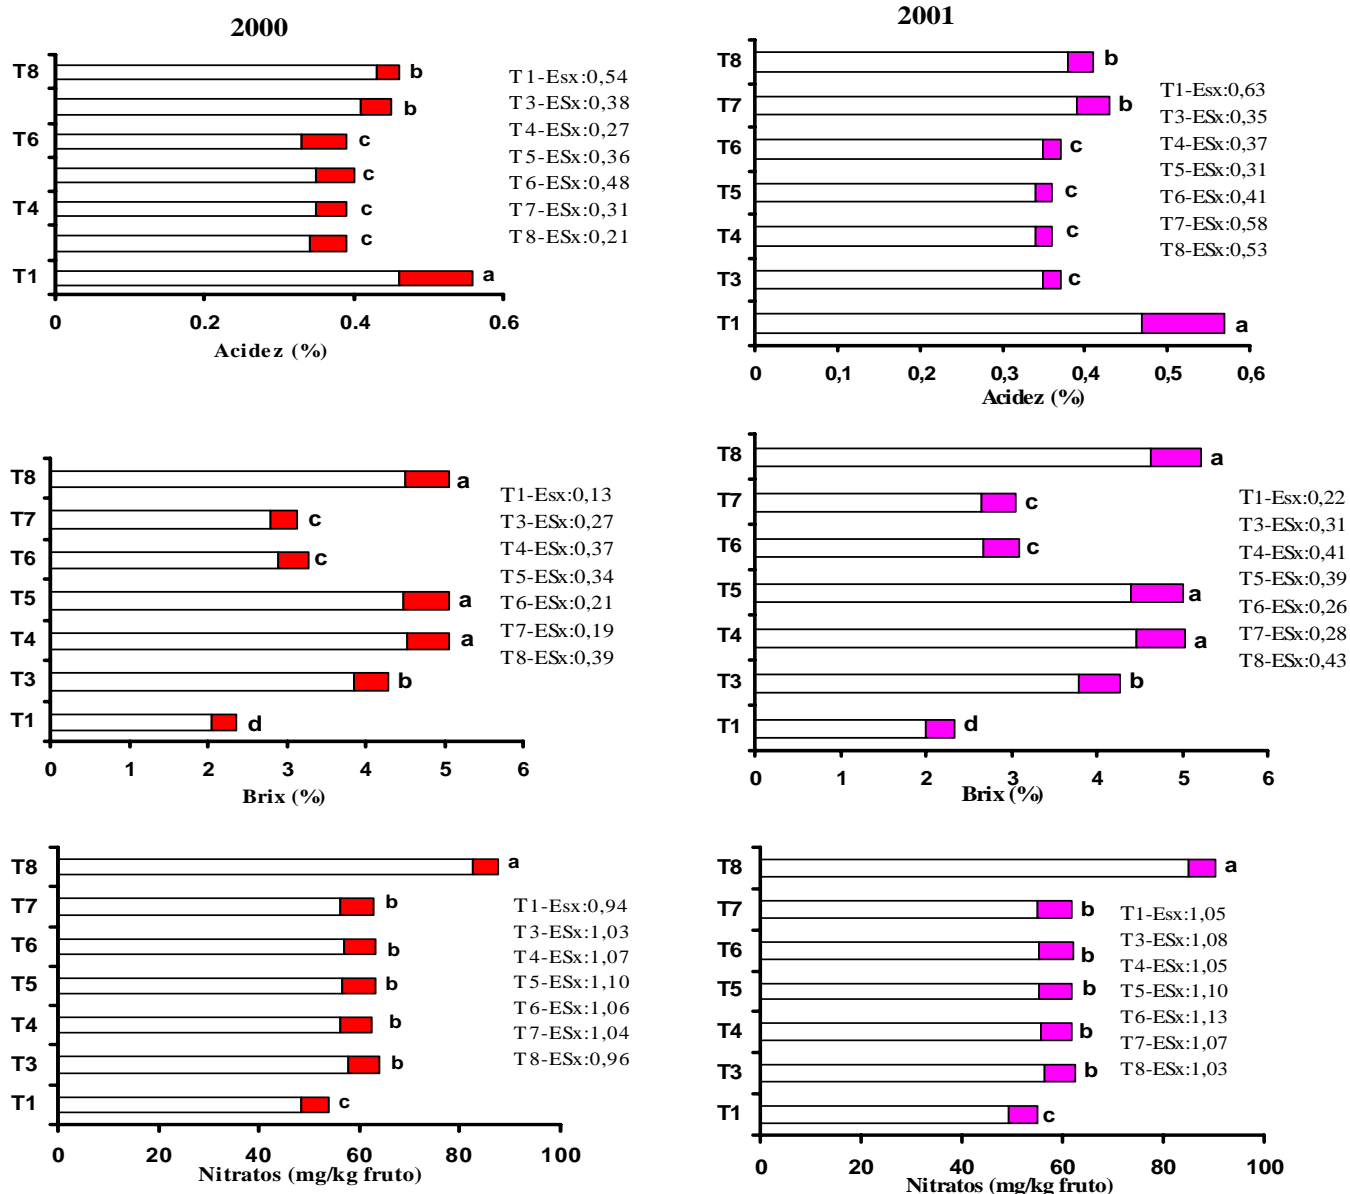 2000
T8
b
b
T6
c
c
T4
c
c
T1
a
0 0.2 0.4 0.6
Acidez (%)
T1-Esx:0,54
T3-ESx:0,38
T4-ESx:0,27
T5-ESx:0,36
T6-ESx:0,48
T7-ESx:0,31
T8-ESx:0,21
2001
T8
b
T7
b
T6
c
T5
c
T4
c
T3
c
T1
a
0 0,1 0,2 0,3 0,4 0,5 0,6
Acidez (%)
T1-Esx:0,63
T3-ESx:0,35
T4-ESx:0,37
T5-ESx:0,31
T6-ESx:0,41
T7-ESx:0,58
T8-ESx:0,53
T8
a
T7
c
T6
c
T5
a
T4
a
T3
b
T1
d
0 1 2 3 4 5 6
Brix (%)
T1-Esx:0,13
T3-ESx:0,27
T4-ESx:0,37
T5-ESx:0,34
T6-ESx:0,21
T7-ESx:0,19
T8-ESx:0,39
T8
a
T7
c
T6
c
T5
a
T4
a
T3
b
T1
d
0 1 2 3 4 5 6
Brix (%)
T1-Esx:0,22
T3-ESx:0,31
T4-ESx:0,41
T5-ESx:0,39
T6-ESx:0,26
T7-ESx:0,28
T8-ESx:0,43
T8
a
T7
b
T6
b
T5
b
T4
b
T3
b
T1
c
0 20 40 60 80 100
Nitratos (mg/kg fruto)
T1-Esx:0,94
T3-ESx:1,03
T4-ESx:1,07
T5-ESx:1,10
T6-ESx:1,06
T7-ESx:1,04
T8-ESx:0,96
T8
a
T7
b
T6
b
T5
b
T4
b
T3
b
T1
c
0 20 40 60 80 100
Nitratos (mg/kg fruto)
T1-Esx:1,05
T3-ESx:1,08
T4-ESx:1,05
T5-ESx:1,10
T6-ESx:1,13
T7-ESx:1,07
T8-ESx:1,03